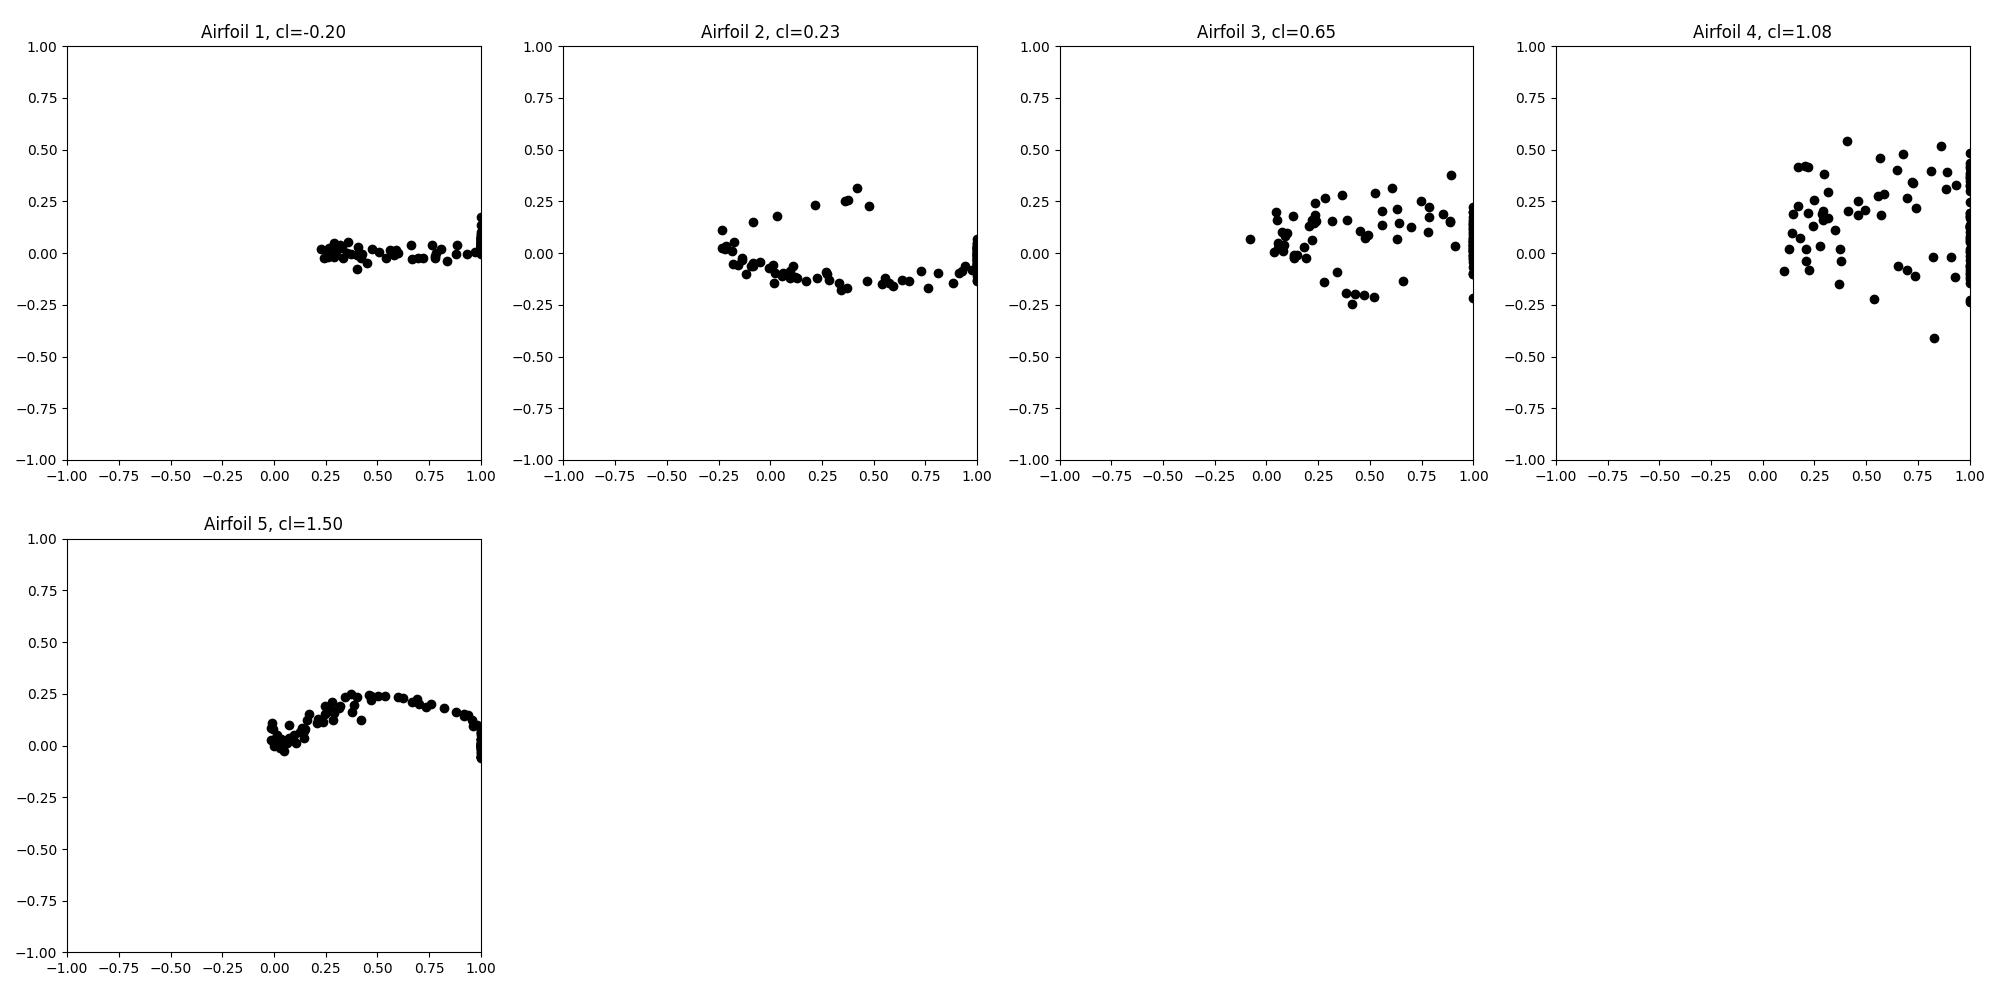 Airfoil 1, cl=-0.20
Airfoil 2, cl=0.23
Airfoil 3, cl=0.65
Airfoil 4, cl=1.08
1.00 1.00 1.00 1.00
0.75 0.75 0.75 0.75
0.50 0.50 0.50 0.50
0.25 0.25 0.25 0.25
0.00 0.00 0.00 0.00
−0.25 −0.25 −0.25 −0.25
−0.50 −0.50 −0.50 −0.50
−0.75 −0.75 −0.75 −0.75
−1.00 −1.00 −1.00 −1.00
−1.00 −0.75 −0.50 −0.25 0.00 0.25 0.50 0.75 1.00
−1.00 −0.75 −0.50 −0.25 0.00 0.25 0.50 0.75 1.00
−1.00 −0.75 −0.50 −0.25 0.00 0.25 0.50 0.75 1.00
−1.00 −0.75 −0.50 −0.25 0.00 0.25 0.50 0.75 1.00
Airfoil 5, cl=1.50
1.00
0.75
0.50
0.25
0.00
−0.25
−0.50
−0.75
−1.00
−1.00 −0.75 −0.50 −0.25 0.00 0.25 0.50 0.75 1.00